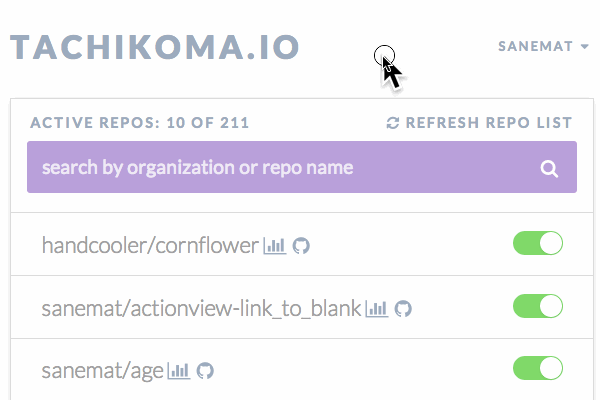 TACHIKOMA.IO
SANEMAT
ACTIVE REPOS: 10 OF 211
REFRESH REPO LIST
search by organization or repo name
handcooler/cornflower
sanemat/actionview-link_to_blank
sanemat/age